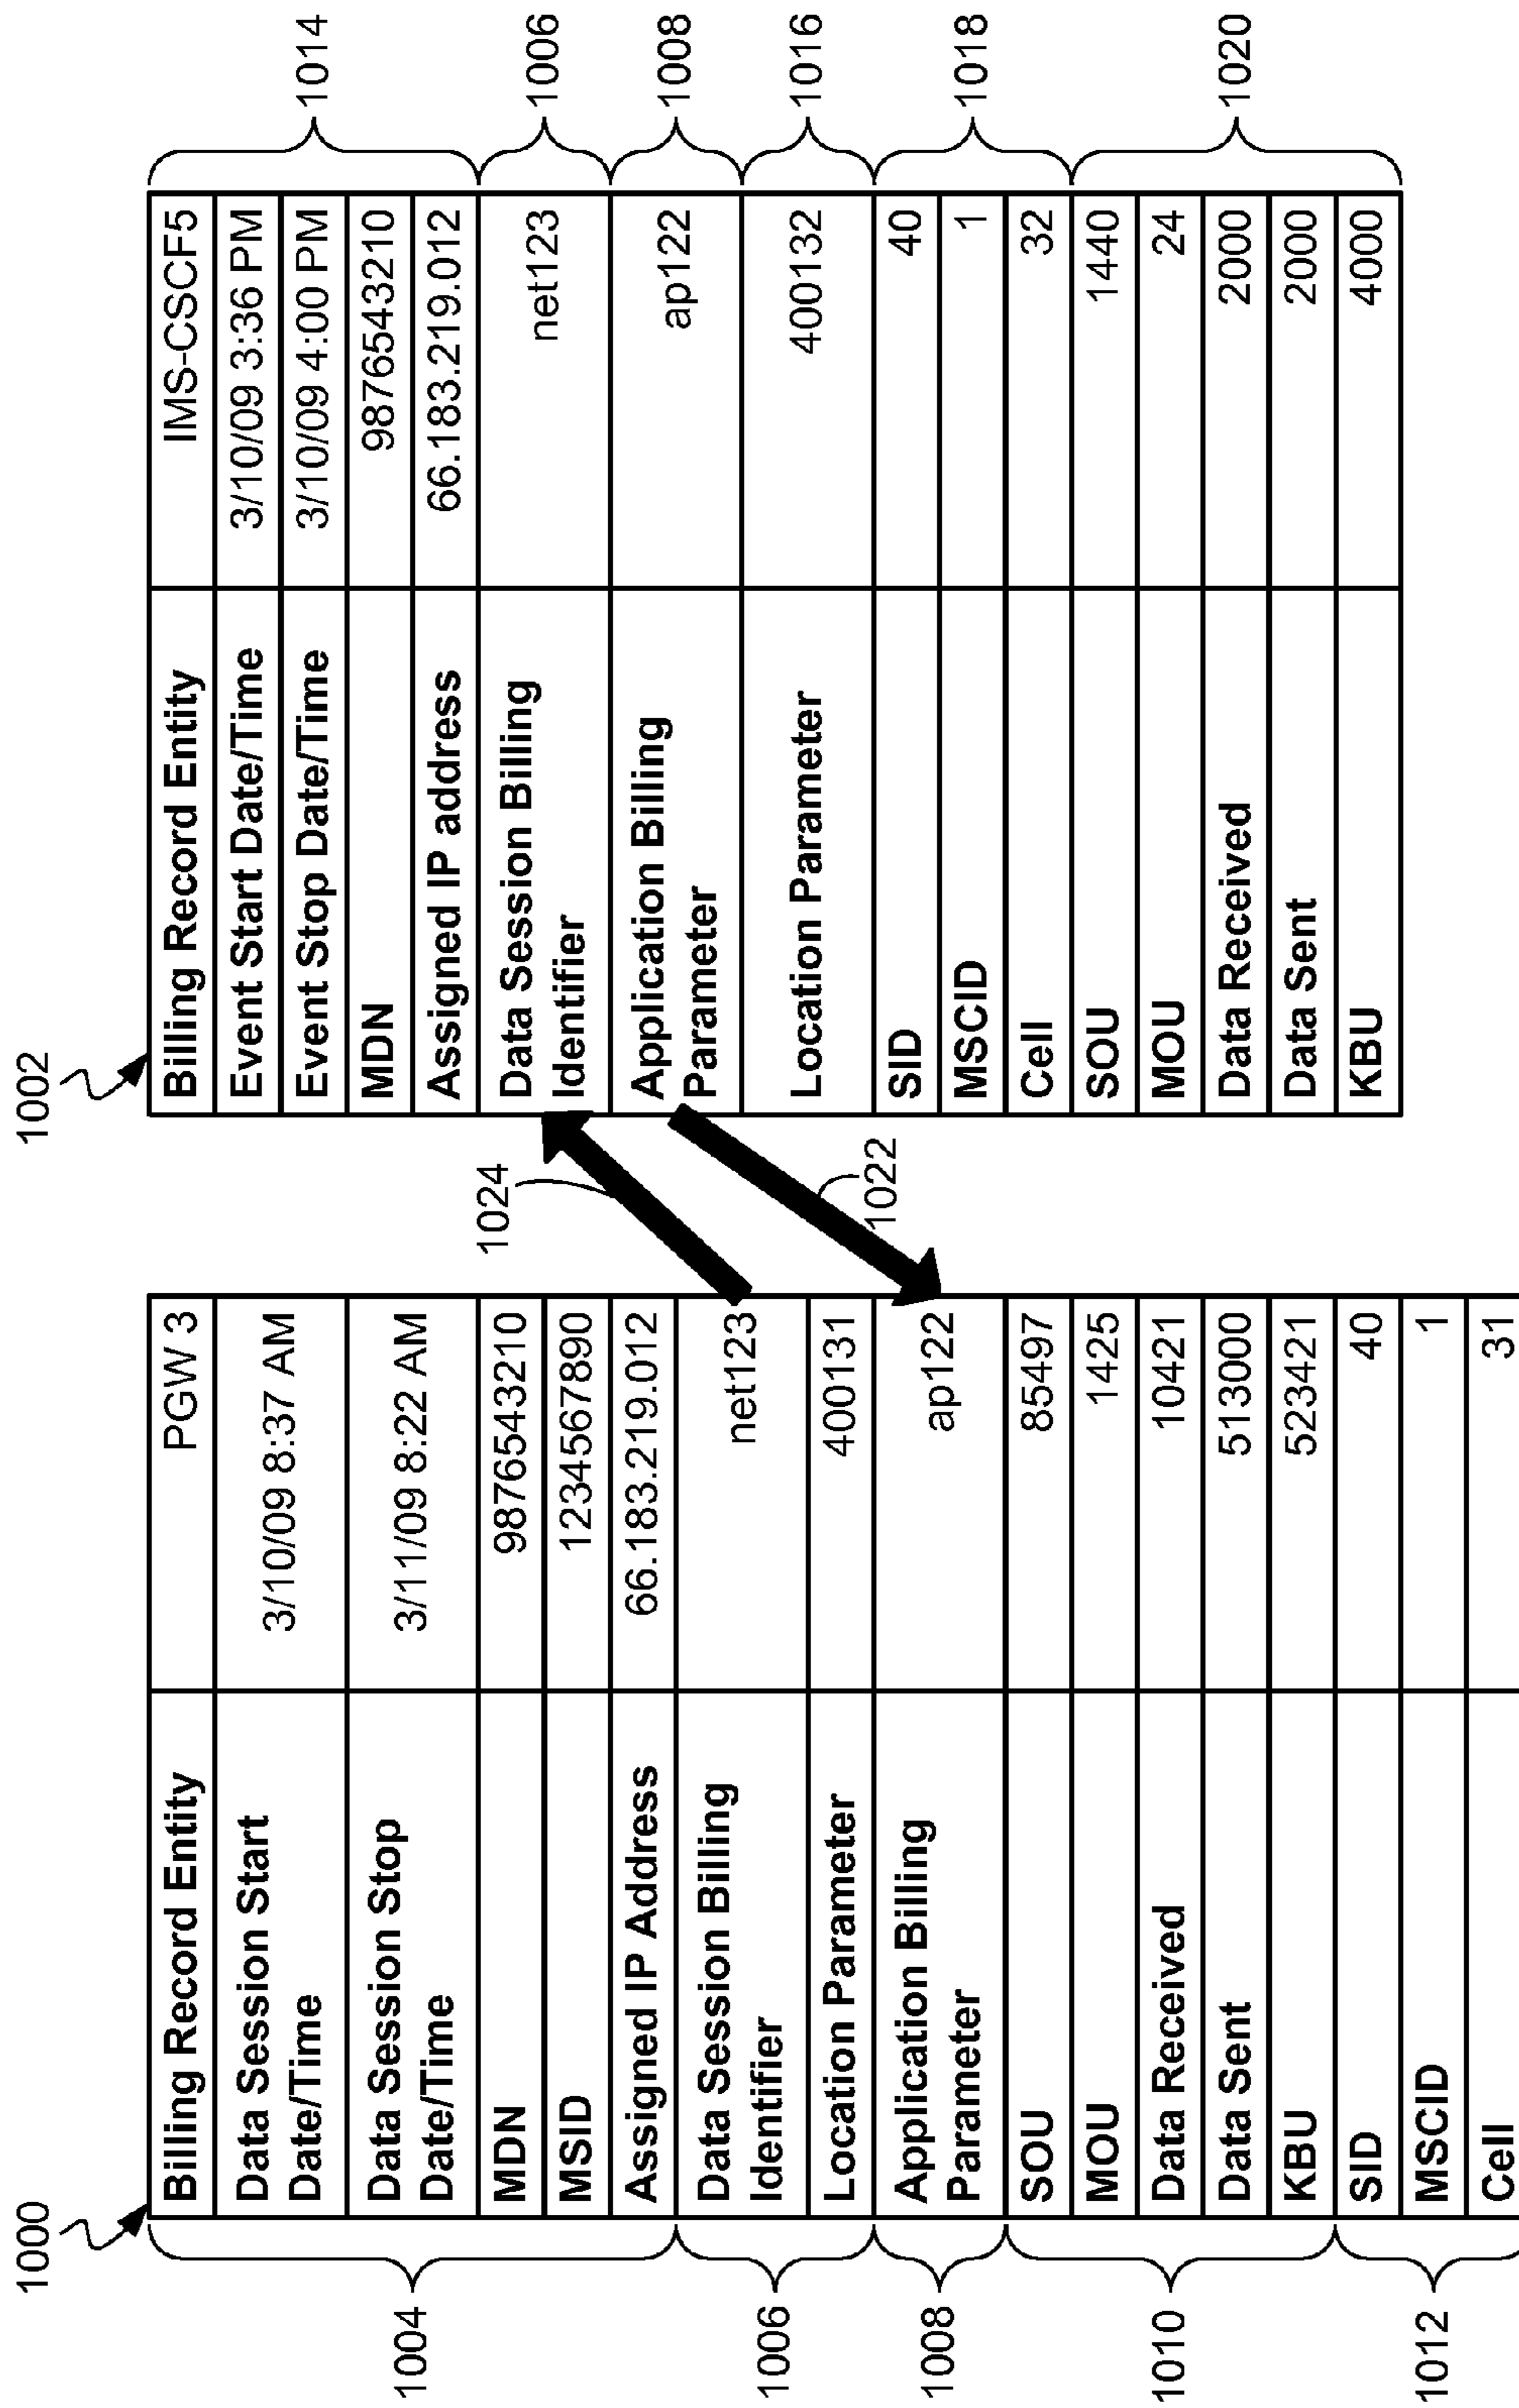 1000
Billing Record Entity PGW 3
Data Session Start
Date/Time 3/10/09 8:37 AM
Data Session Stop
Date/Time 3/11/09 8:22 AM
MDN 9876543210
MSID 1234567890
Assigned IP Address 66.183.219.012
Data Session Billing
Identifier net123
Location Parameter 400131
Application Billing
Parameter ap122
SOU 85497
MOU 1425
Data Received 10421
Data Sent 513000
KBU 523421
SID 40
MSCID 1
Cell 31
1004
1006
1008
1010
1012
1024
1022
1002
Billing Record Entity IMS-CSCF5
Event Start Date/Time 3/10/09 3:36 PM
Event Stop Date/Time 3/10/09 4:00 PM
MDN 9876543210
Assigned IP address 66.183.219.012
Data Session Billing
Identifier net123
Application Billing
Parameter ap122
Location Parameter 400132
SID 40
MSCID 1
Cell 32
SOU 1440
MOU 24
Data Received 2000
Data Sent 2000
KBU 4000
1014
1006
1008
1016
1018
1020